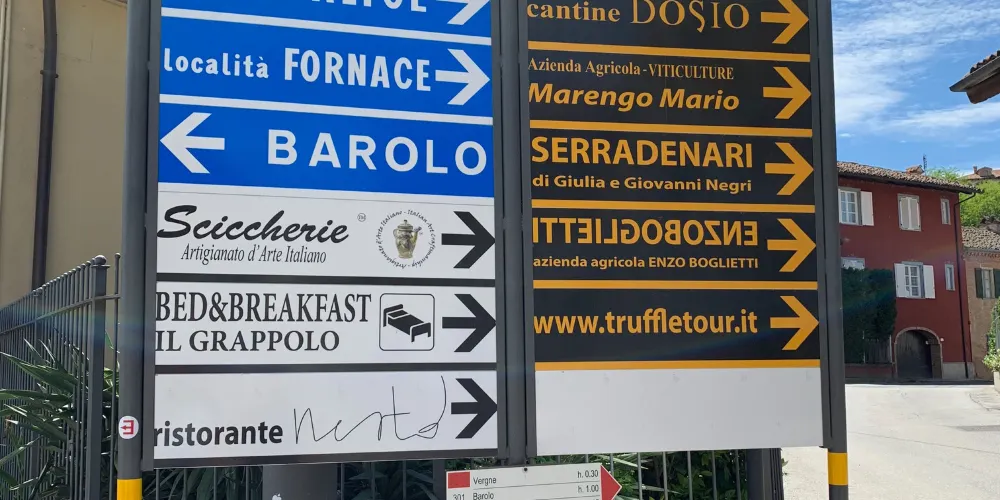 località FORNACE
BAROLO
Sciccherie
Artigianato d'Arte Italiano
BED&BREAKFAST
IL GRAPPOLO
ristorante
cantine DOSIO
Azienda Agricola - VITICULTURE
Marengo Mario
SERRADENARI
di Giulia e Giovanni Negri
ENZOBOGLIETTI
azienda agricola ENZO BOGLIETTI
www.truffletour.it
Vergne h. 0.30
301 Barolo h. 1.00